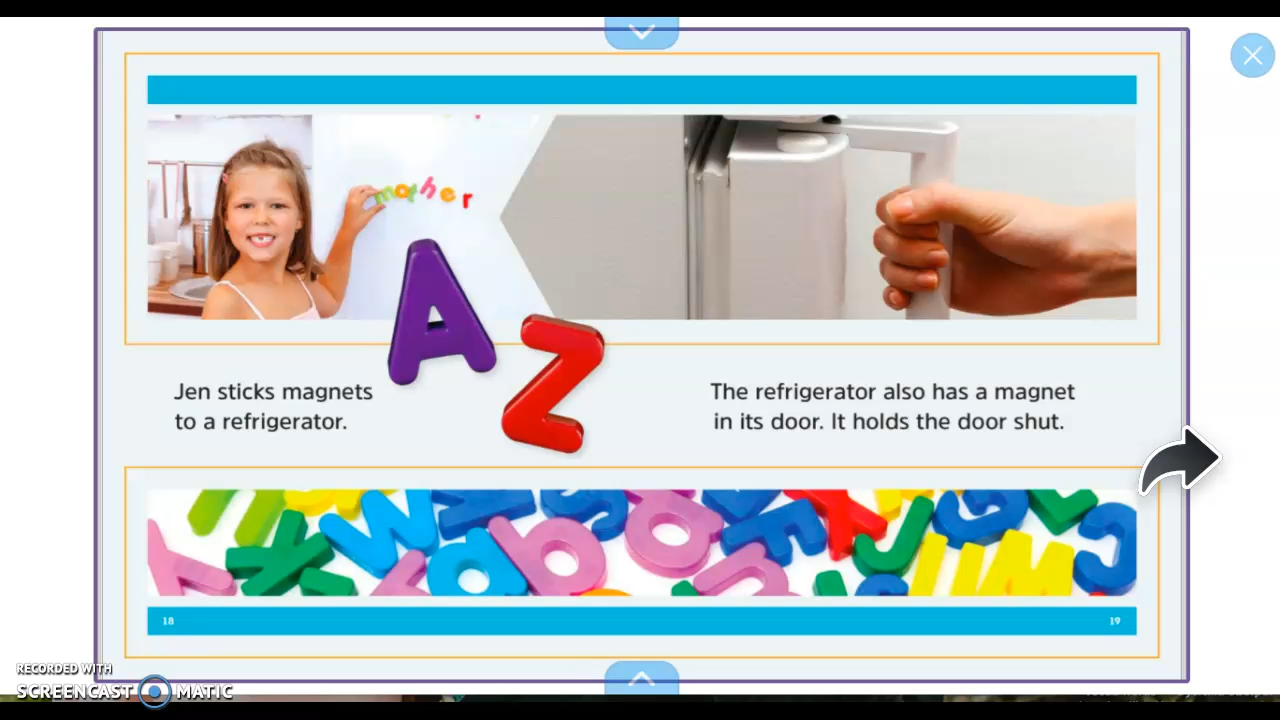 mother
A
Z
Jen sticks magnets
to a refrigerator.
The refrigerator also has a magnet
in its door. It holds the door shut.
18
19
RECORDED WITH
SCREENCAST MATIC